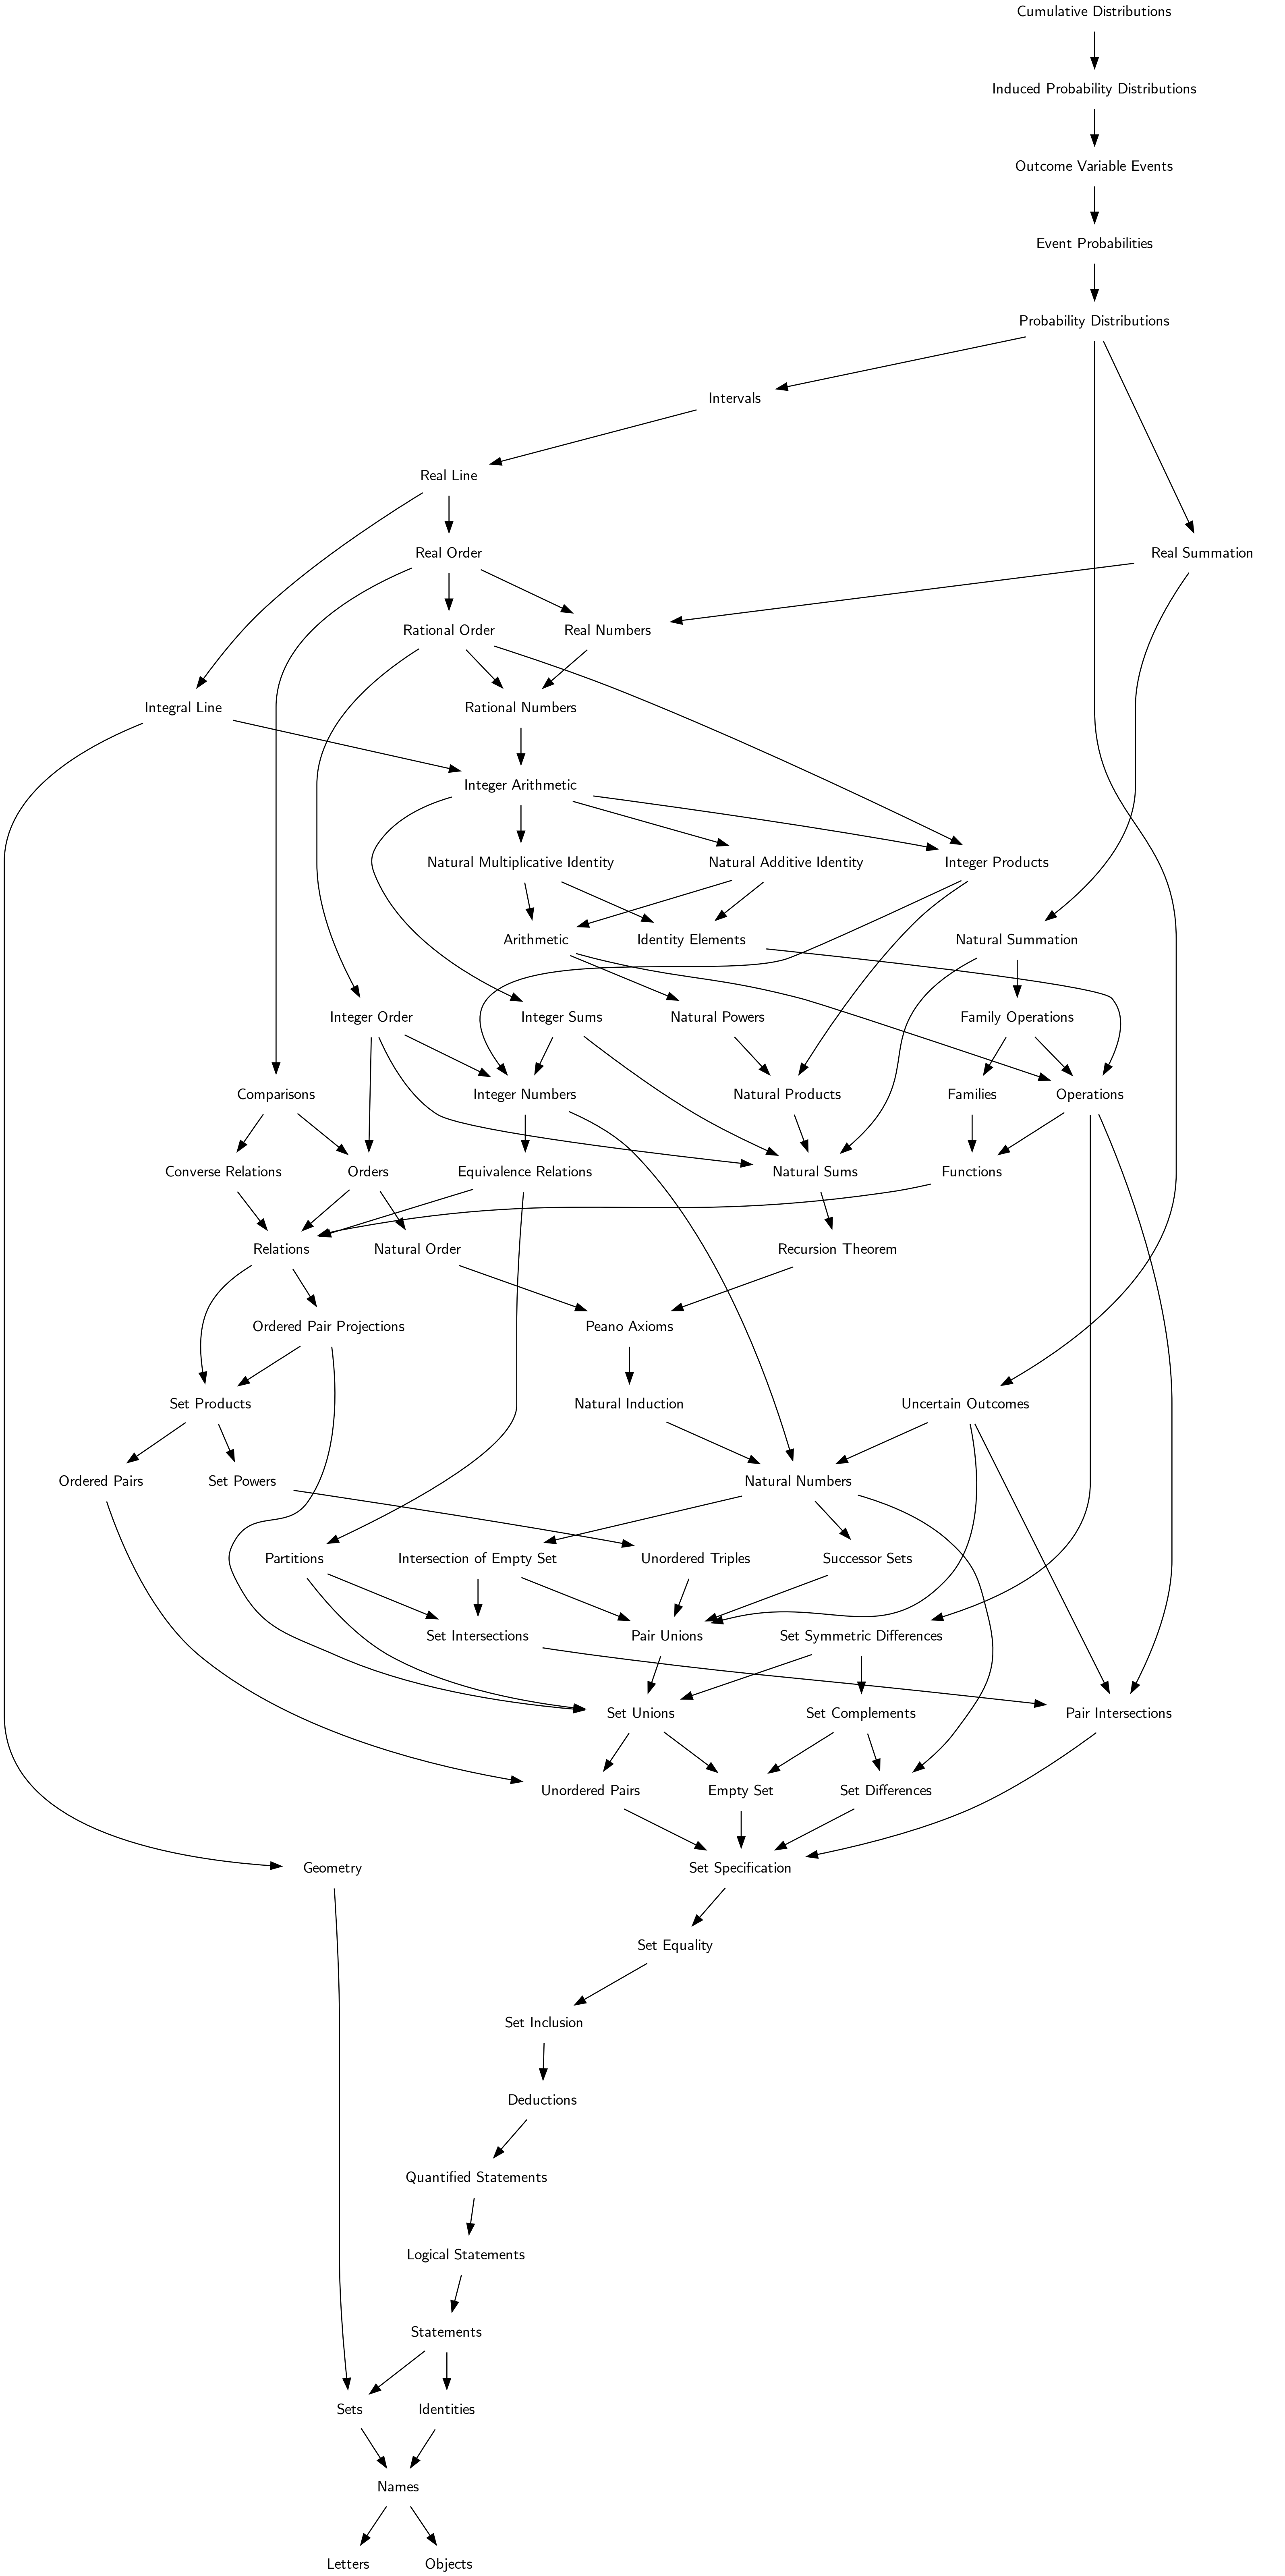 Cumulative Distributions
Induced Probability Distributions
Outcome Variable Events
Event Probabilities
Probability Distributions
Intervals
Real Line
Real Order
Real Summation
Rational Order
Real Numbers
Integral Line
Rational Numbers
Integer Arithmetic
Natural Multiplicative Identity
Natural Additive Identity
Integer Products
Arithmetic
Identity Elements
Natural Summation
Integer Order
Integer Sums
Natural Powers
Family Operations
Comparisons
Integer Numbers
Natural Products
Families
Operations
Converse Relations
Orders
Equivalence Relations
Natural Sums
Functions
Relations
Natural Order
Recursion Theorem
Ordered Pair Projections
Peano Axioms
Set Products
Natural Induction
Uncertain Outcomes
Ordered Pairs
Set Powers
Natural Numbers
Partitions
Intersection of Empty Set
Unordered Triples
Successor Sets
Set Intersections
Pair Unions
Set Symmetric Differences
Set Unions
Set Complements
Pair Intersections
Unordered Pairs
Empty Set
Set Differences
Geometry
Set Specification
Set Equality
Set Inclusion
Deductions
Quantified Statements
Logical Statements
Statements
Sets
Identities
Names
Letters
Objects